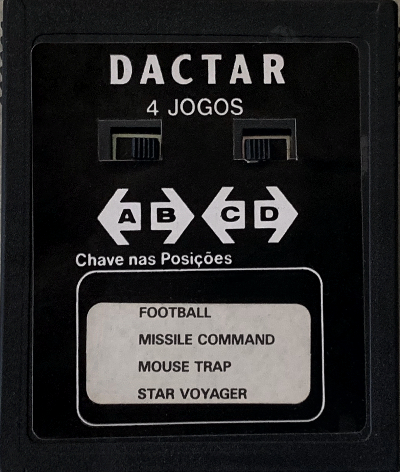 DACTAR
4 JOGOS
A B C D
Chave nas Posições
FOOTBALL
MISSILE COMMAND
MOUSE TRAP
STAR VOYAGER